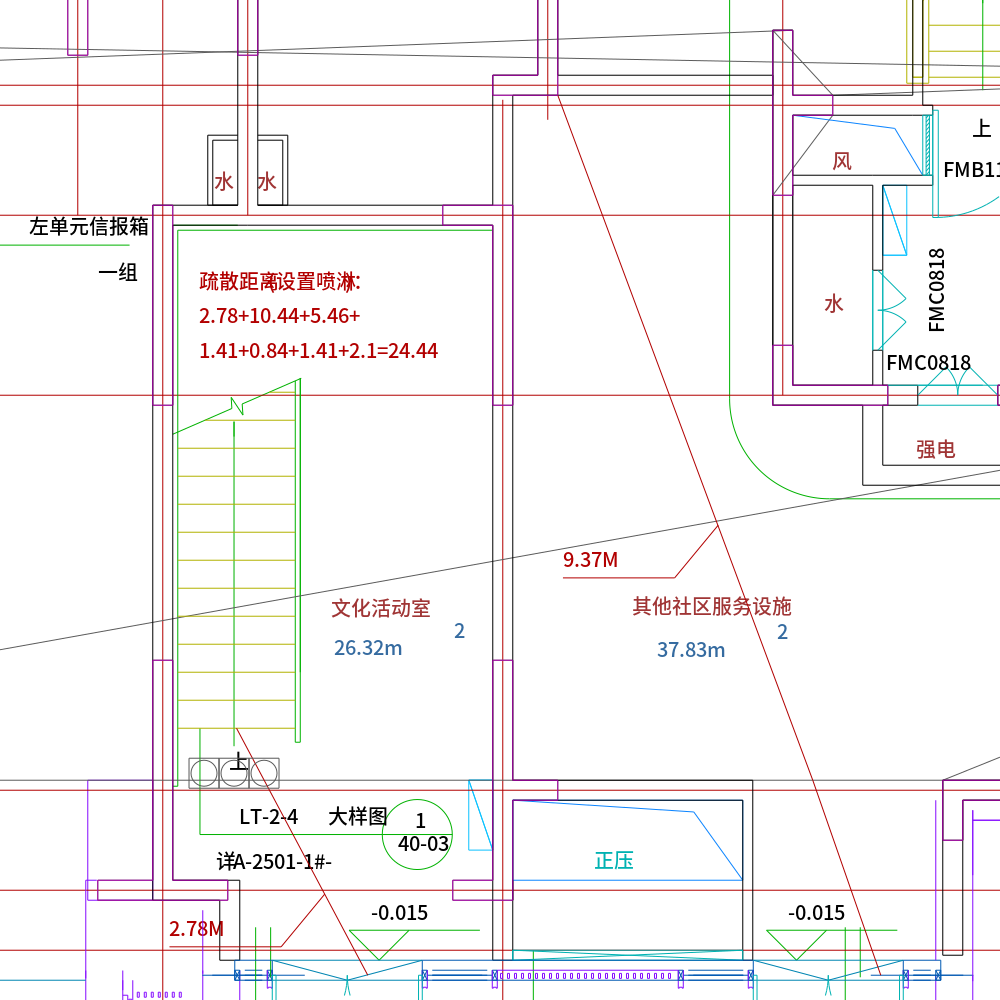 上
风
FMB11
水
水
左单元信报箱
一组
FMC0818
疏散距离设置喷淋:
水
2.78+10.44+5.46+
1.41+0.84+1.41+2.1=24.44
FMC0818
强电
9.37M
文化活动室
26.32m 2
其他社区服务设施
37.83m 2
上
LT-2-4 大样图
1
40-03
详A-2501-1#-
正压
-0.015
-0.015
2.78M